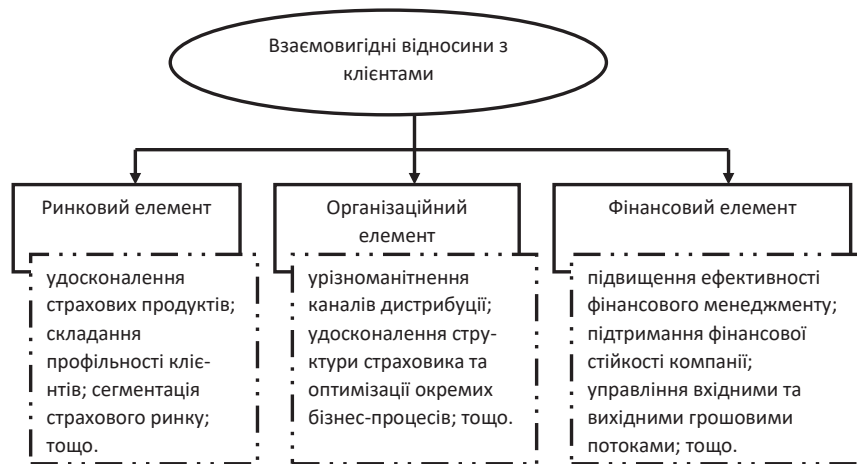 Взаємовигідні відносини з
клієнтами
Ринковий елемент
удосконалення
страхових продуктів;
складання
профільності кліє-
нтів; сегментація
страхового ринку;
тощо.
Організаційний
елемент
урізноманітнення
каналів дистрибуції;
удосконалення стру-
ктури страховика та
оптимізації окремих
бізнес-процесів; тощо.
Фінансовий елемент
підвищення ефективності
фінансового менеджменту;
підтримання фінансової
стійкості компанії;
управління вхідними та
вихідними грошовими
потоками; тощо.